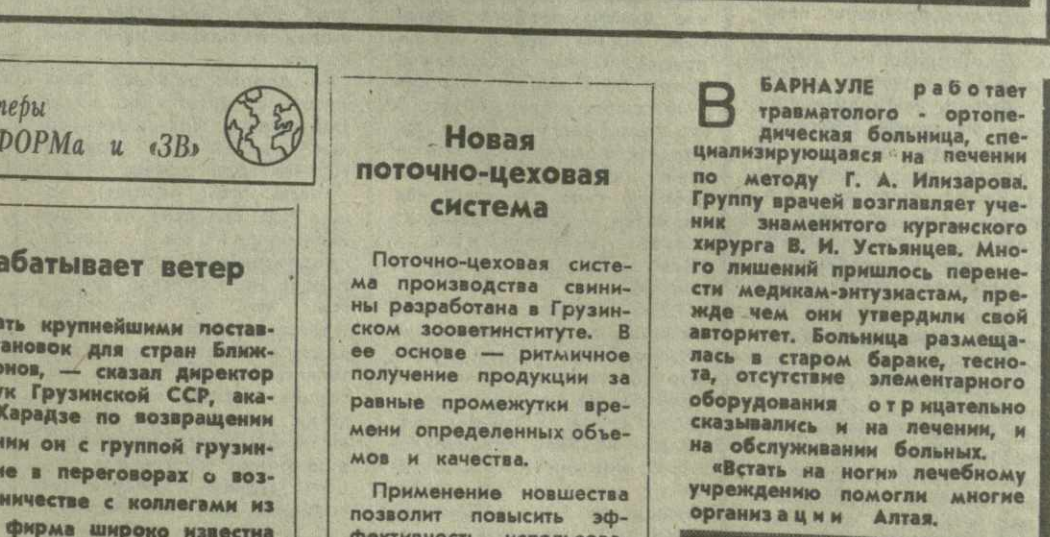 ФОРМа и «ЗВ»
абатывает ветер
ать крупнейшими постав-
ановок для стран Ближ-
онов, — сказал директор
ук Грузинской ССР, ака-
Харадзе по возвращении
нии он с группой грузин-
ие в переговорах о воз-
ничестве с коллегами из
фирма широко известна
Новая
поточно-цеховая
система
Поточно-цеховая систе-
ма производства свини-
ны разработана в Грузин-
ском зооветинституте. В
ее основе — ритмичное
получение продукции за
равные промежутки вре-
мени определенных объе-
мов и качества.
Применение новшества
позволит повысить эф-
фективность использова-
В БАРНАУЛЕ работает
травматолого - ортопе-
дическая больница, спе-
циализирующаяся на печении
по методу Г. А. Илизарова.
Группу врачей возглавляет уче-
ник знаменитого курганского
хирурга В. И. Устьянцев. Мно-
го лишений пришлось перене-
сти медикам-энтузиастам, пре-
жде чем они утвердили свой
авторитет. Больница размеща-
лась в старом бараке, тесно-
та, отсутствие элементарного
оборудования отрицательно
сказывались и на лечении, и
на обслуживании больных.
«Встать на ноги» лечебному
учреждению помогли многие
организации Алтая.